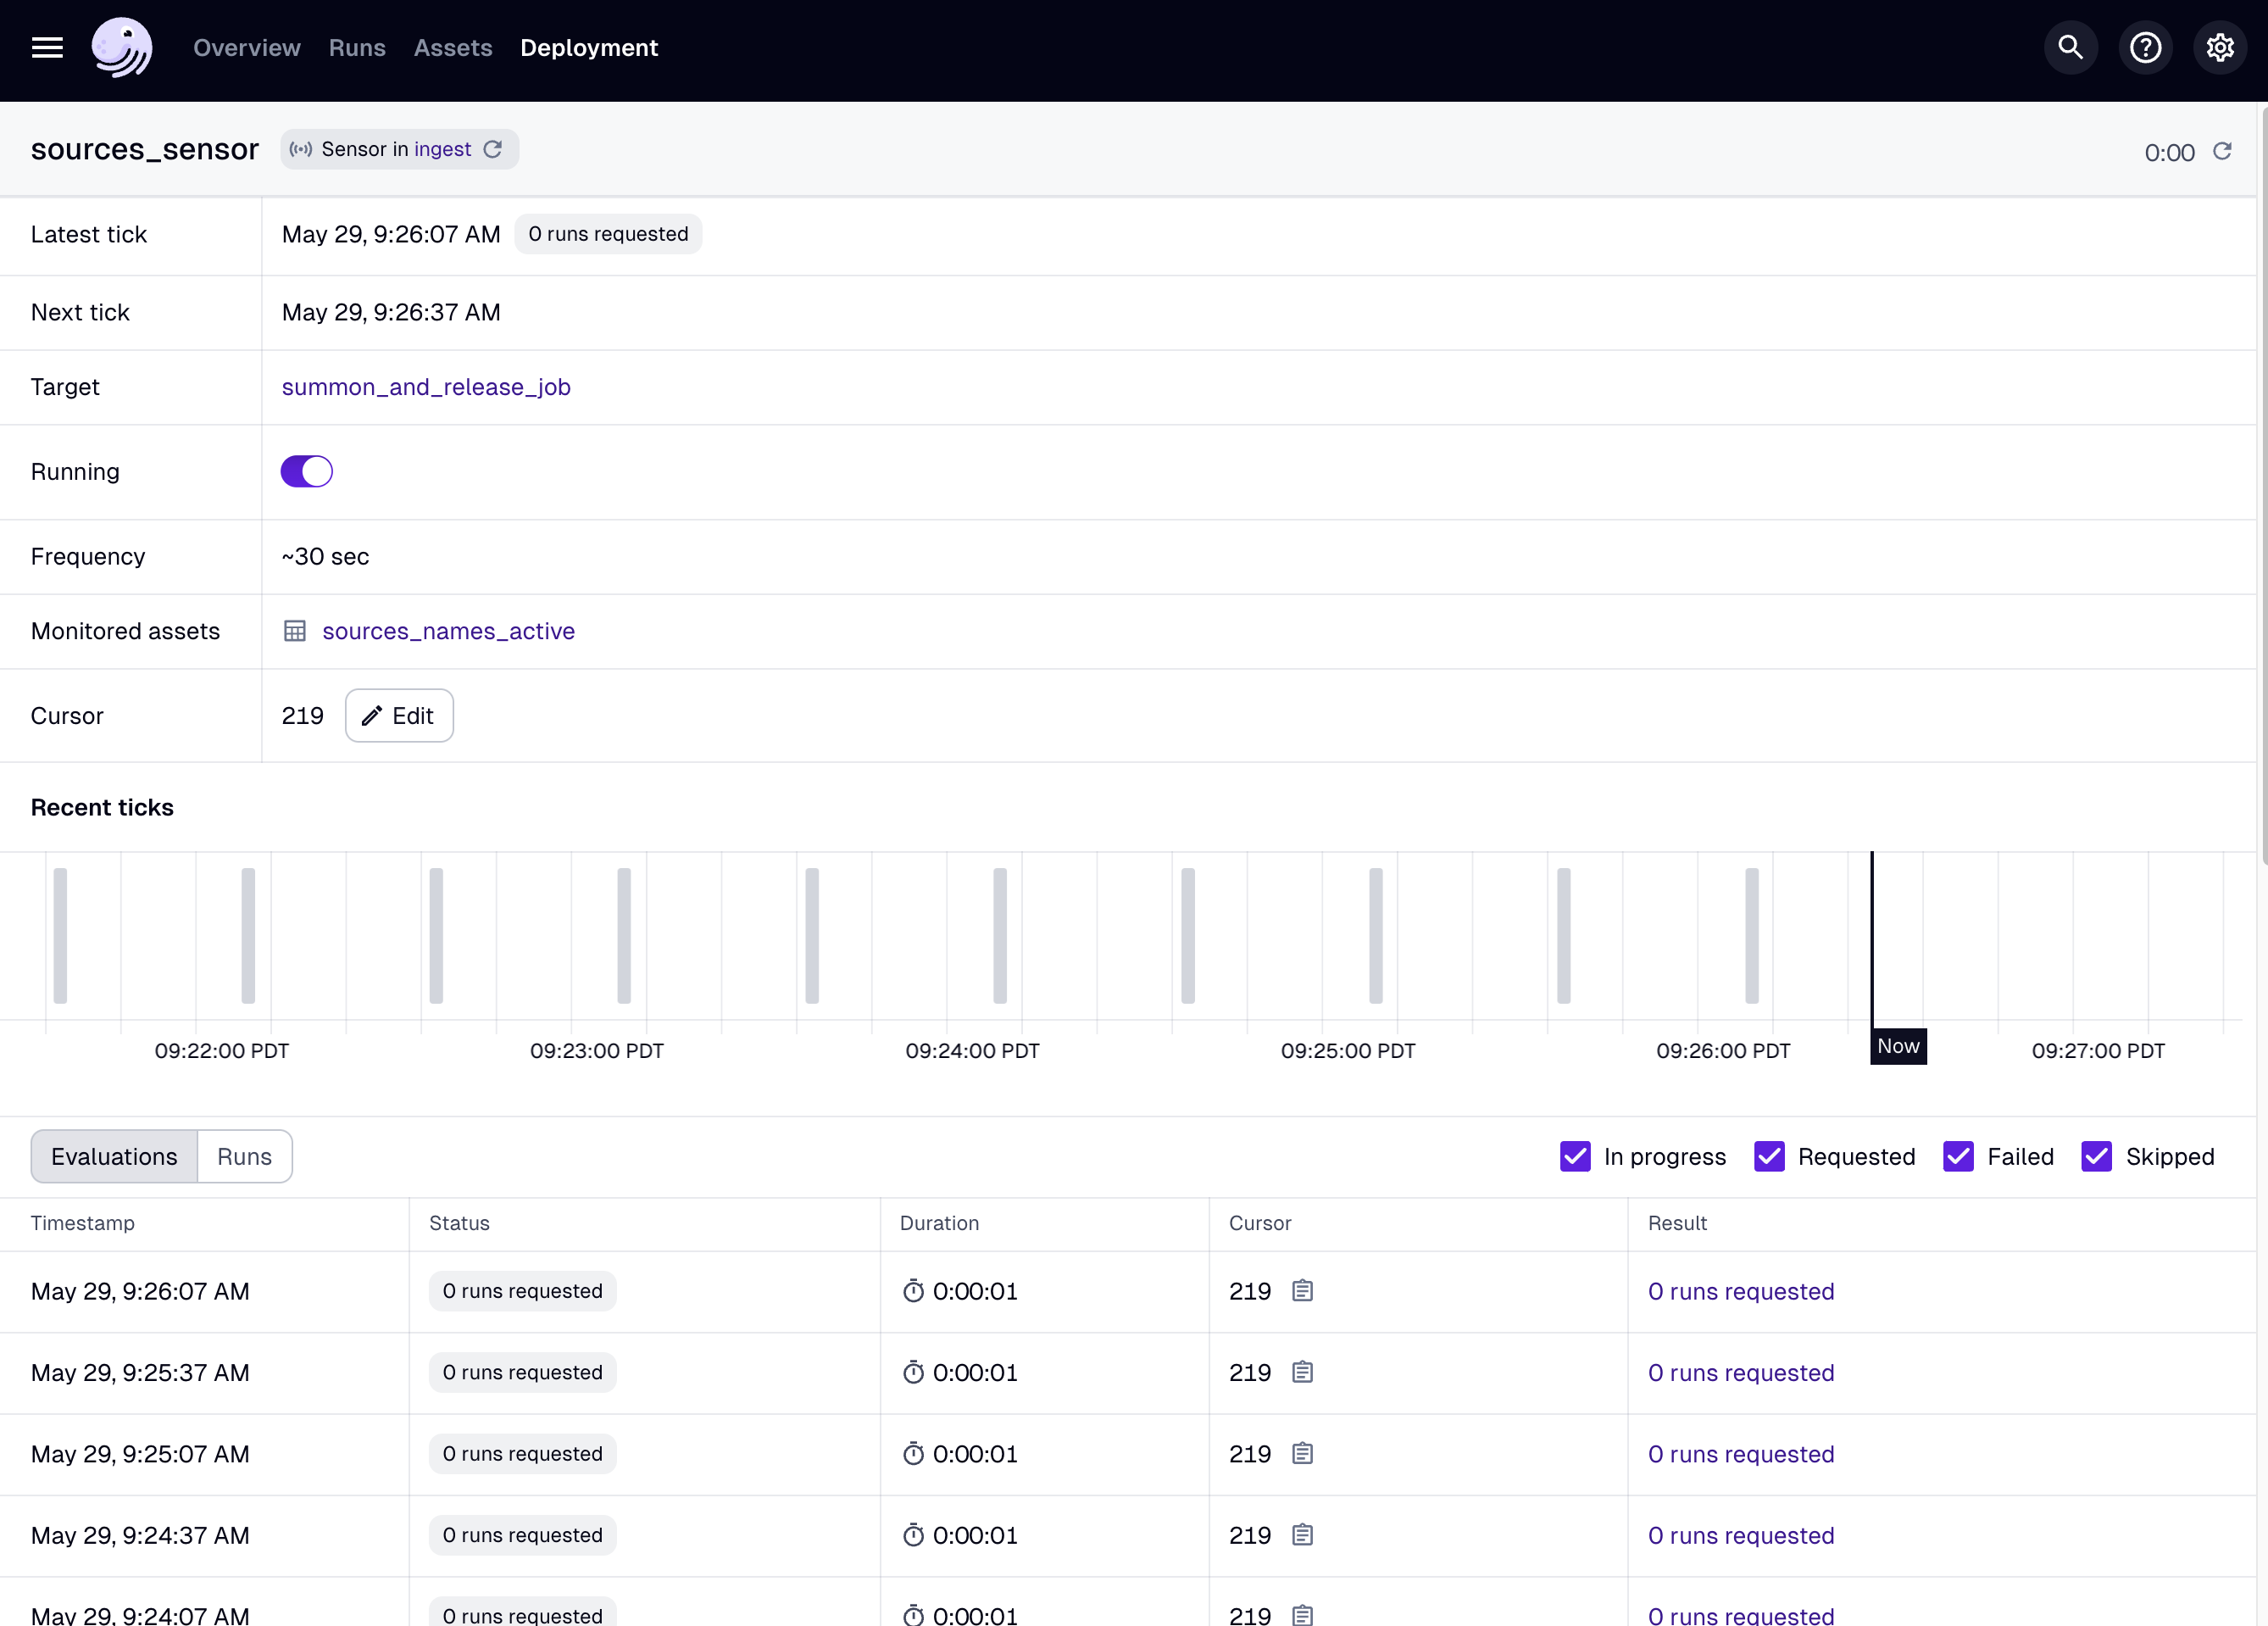 Overview Runs Assets Deployment
sources_sensor Sensor in ingest 0:00
Latest tick May 29, 9:26:07 AM 0 runs requested
Next tick May 29, 9:26:37 AM
Target summon_and_release_job
Running
Frequency ~30 sec
Monitored assets sources_names_active
Cursor 219 Edit
Recent ticks
09:22:00 PDT 09:23:00 PDT 09:24:00 PDT 09:25:00 PDT 09:26:00 PDT Now 09:27:00 PDT
Evaluations Runs In progress Requested Failed Skipped
Timestamp Status Duration Cursor Result
May 29, 9:26:07 AM 0 runs requested 0:00:01 219 0 runs requested
May 29, 9:25:37 AM 0 runs requested 0:00:01 219 0 runs requested
May 29, 9:25:07 AM 0 runs requested 0:00:01 219 0 runs requested
May 29, 9:24:37 AM 0 runs requested 0:00:01 219 0 runs requested
May 29, 9:24:07 AM 0 runs requested 0:00:01 219 0 runs requested